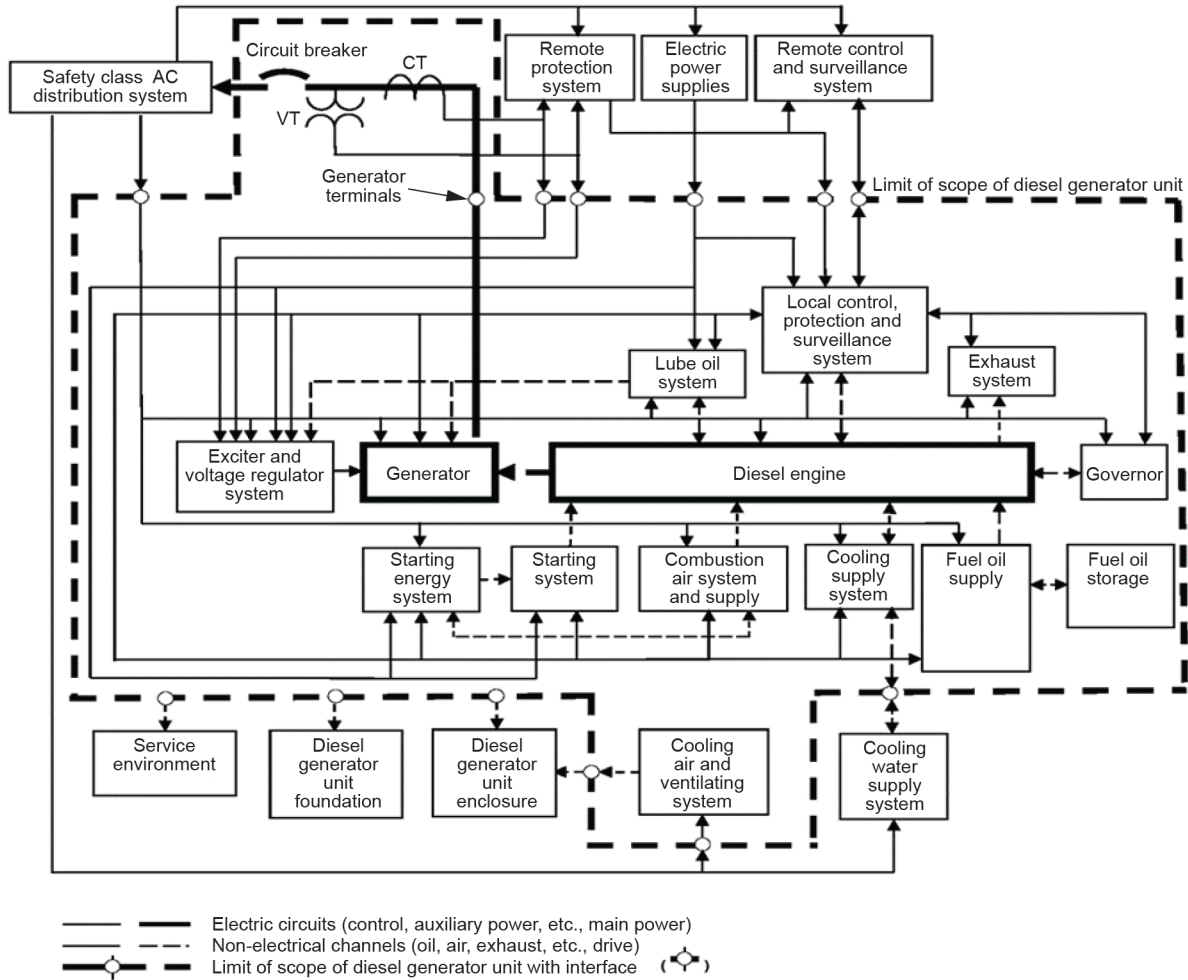 Circuit breaker
CT
VT
Safety class AC
distribution system
Remote
protection
system
Electric
power
supplies
Remote control
and surveillance
system
Generator
terminals
Limit of scope of diesel generator unit
Local control,
protection and
surveillance
system
Lube oil
system
Exhaust
system
Exciter and
voltage regulator
system
Generator
Diesel engine
Governor
Starting
energy
system
Starting
system
Combustion
air system
and supply
Cooling
supply
system
Fuel oil
supply
Fuel oil
storage
Service
environment
Diesel
generator
unit
foundation
Diesel
generator
unit
enclosure
Cooling
air and
ventilating
system
Cooling
water
supply
system
Electric circuits (control, auxiliary power, etc., main power)
Non-electrical channels (oil, air, exhaust, etc., drive)
Limit of scope of diesel generator unit with interface ( )